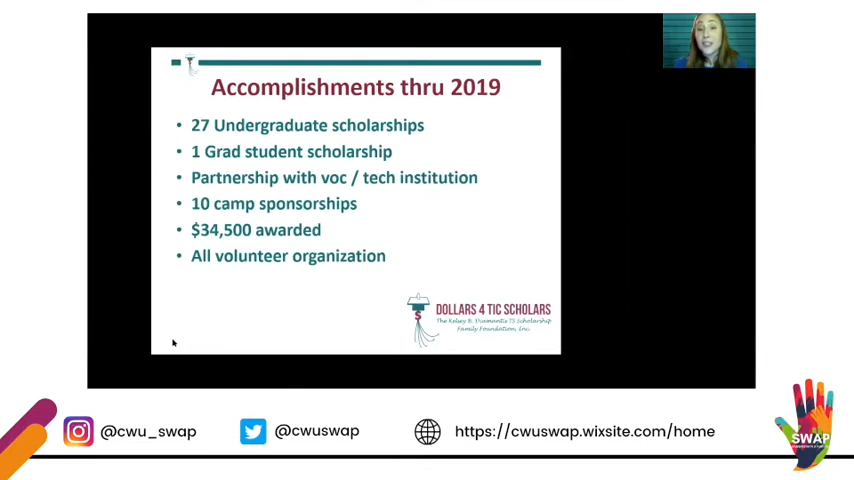 Accomplishments thru 2019
• 27 Undergraduate scholarships
• 1 Grad student scholarship
• Partnership with voc / tech institution
• 10 camp sponsorships
• $34,500 awarded
• All volunteer organization
DOLLARS 4 TIC SCHOLARS
The Kelsey B. Diamantis TS Scholarship
Family Foundation, Inc.
@cwu_swap
@cwuswap
https://cwuswap.wixsite.com/home
SWAP